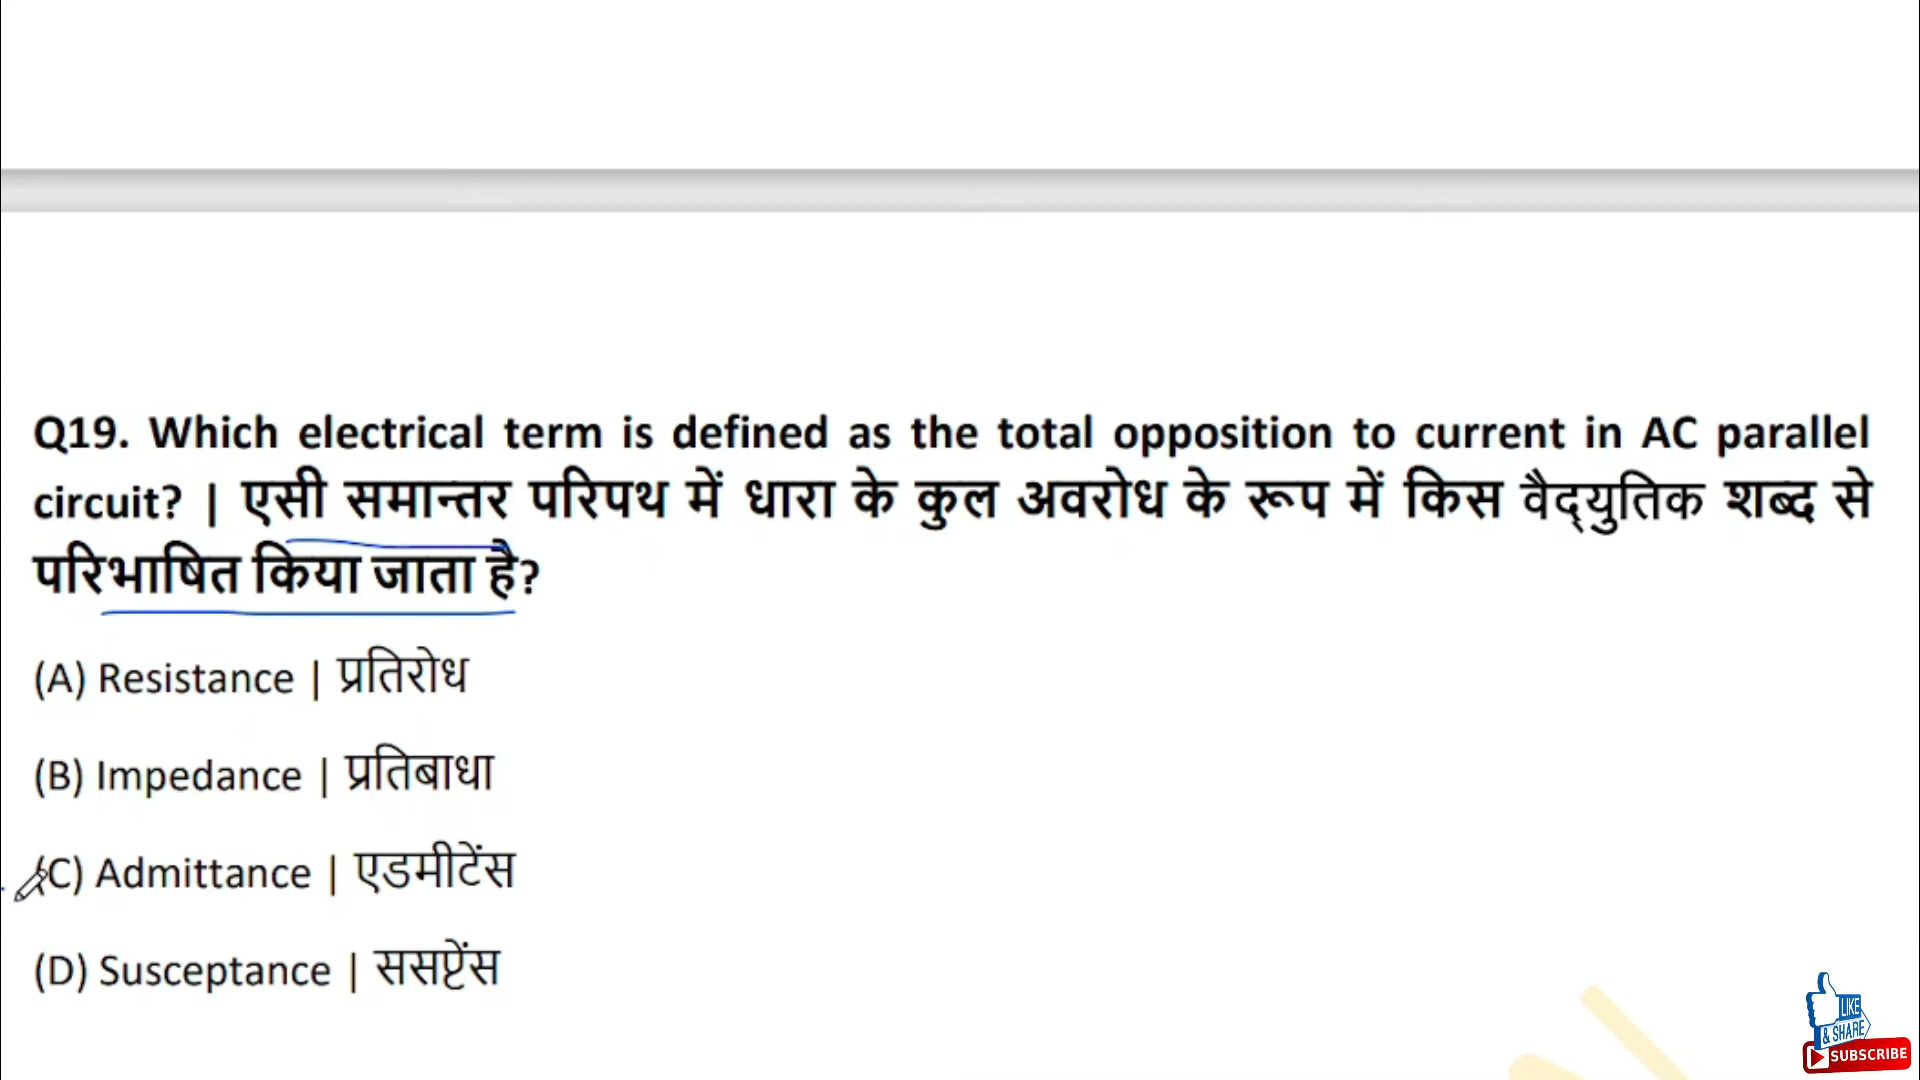 Q19. Which electrical term is defined as the total opposition to current in AC parallel
circuit? | एसी समान्तर परिपथ में धारा के कुल अवरोध के रूप में किस वैद्युतिक शब्द से
परिभाषित किया जाता है?
(A) Resistance | प्रतिरोध
(B) Impedance | प्रतिबाधा
(C) Admittance | एडमीटेंस
(D) Susceptance | ससप्टेंस
LIKE
& SHARE
SUBSCRIBE